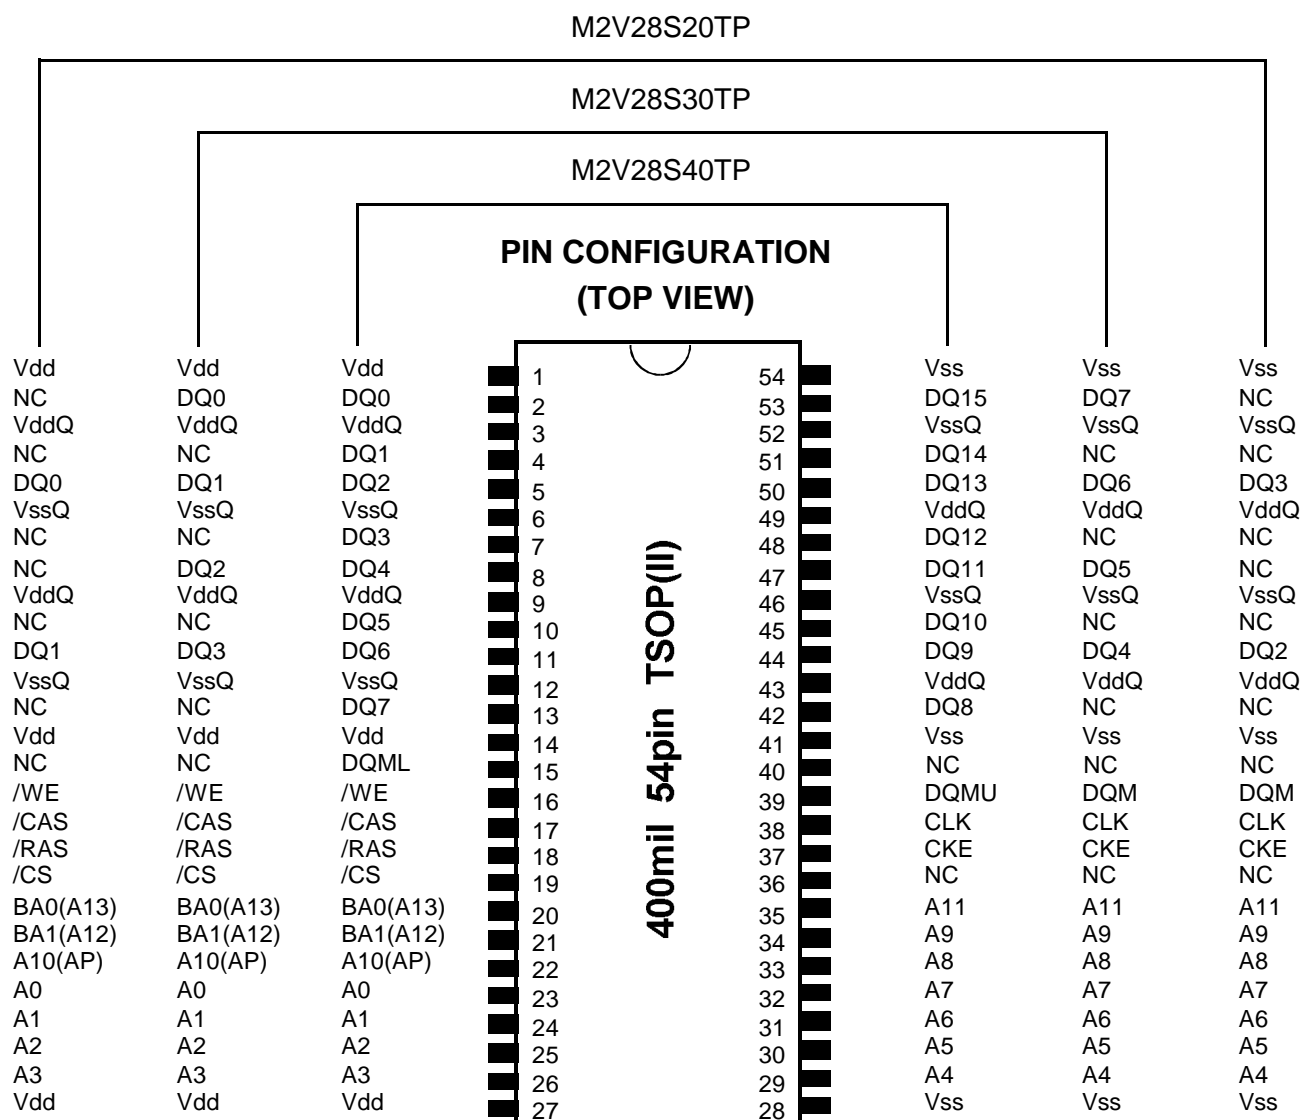 M2V28S20TP
M2V28S30TP
M2V28S40TP
PIN CONFIGURATION
(TOP VIEW)
400mil 54pin TSOP(II)
Vdd Vdd Vdd 1 54 Vss Vss Vss
NC DQ0 DQ0 2 53 DQ15 DQ7 NC
VddQ VddQ VddQ 3 52 VssQ VssQ VssQ
NC NC DQ1 4 51 DQ14 NC NC
DQ0 DQ1 DQ2 5 50 DQ13 DQ6 DQ3
VssQ VssQ VssQ 6 49 VddQ VddQ VddQ
NC NC DQ3 7 48 DQ12 NC NC
NC DQ2 DQ4 8 47 DQ11 DQ5 NC
VddQ VddQ VddQ 9 46 VssQ VssQ VssQ
NC NC DQ5 10 45 DQ10 NC NC
DQ1 DQ3 DQ6 11 44 DQ9 DQ4 DQ2
VssQ VssQ VssQ 12 43 VddQ VddQ VddQ
NC NC DQ7 13 42 DQ8 NC NC
Vdd Vdd Vdd 14 41 Vss Vss Vss
NC NC DQML 15 40 NC NC NC
/WE /WE /WE 16 39 DQMU DQM DQM
/CAS /CAS /CAS 17 38 CLK CLK CLK
/RAS /RAS /RAS 18 37 CKE CKE CKE
/CS /CS /CS 19 36 NC NC NC
BA0(A13) BA0(A13) BA0(A13) 20 35 A11 A11 A11
BA1(A12) BA1(A12) BA1(A12) 21 34 A9 A9 A9
A10(AP) A10(AP) A10(AP) 22 33 A8 A8 A8
A0 A0 A0 23 32 A7 A7 A7
A1 A1 A1 24 31 A6 A6 A6
A2 A2 A2 25 30 A5 A5 A5
A3 A3 A3 26 29 A4 A4 A4
Vdd Vdd Vdd 27 28 Vss Vss Vss